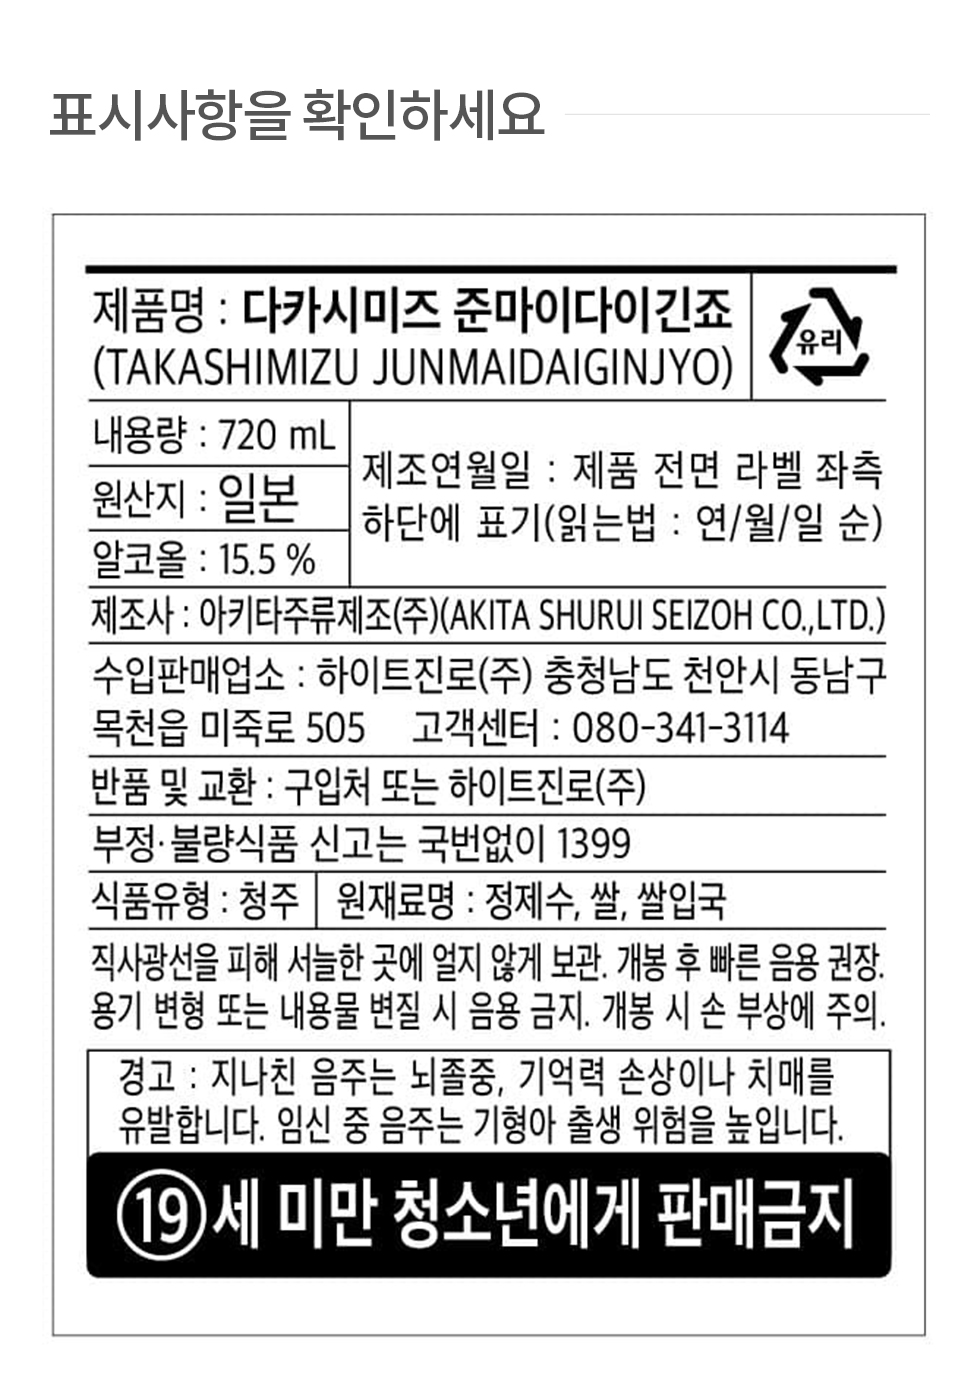 표시사항을 확인하세요
제품명 : 다카시미즈 준마이다이긴죠
(TAKASHIMIZU JUNMAIDAIGINJYO)
유리
내용량 : 720 mL
원산지 : 일본
알코올 : 15.5 %
제조연월일 : 제품 전면 라벨 좌측
하단에 표기(읽는법 : 연/월/일 순)
제조사 : 아키타주류제조(주)(AKITA SHURUI SEIZOH CO.,LTD.)
수입판매업소 : 하이트진로(주) 충청남도 천안시 동남구
목천읍 미죽로 505 고객센터 : 080-341-3114
반품 및 교환 : 구입처 또는 하이트진로(주)
부정·불량식품 신고는 국번없이 1399
식품유형 : 청주 원재료명 : 정제수, 쌀, 쌀입국
직사광선을 피해 서늘한 곳에 얼지 않게 보관. 개봉 후 빠른 음용 권장.
용기 변형 또는 내용물 변질 시 음용 금지. 개봉 시 손 부상에 주의.
경고 : 지나친 음주는 뇌졸중, 기억력 손상이나 치매를
유발합니다. 임신 중 음주는 기형아 출생 위험을 높입니다.
⑲세 미만 청소년에게 판매금지